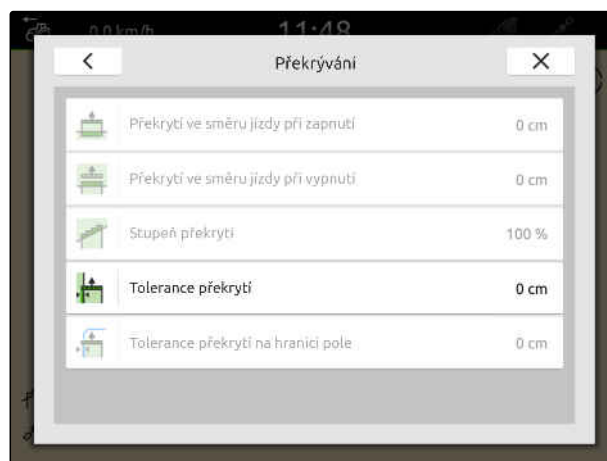 0.0 km/h
11:48
Překrývání
Překrytí ve směru jízdy při zapnutí
0 cm
Překrytí ve směru jízdy při vypnutí
0 cm
Stupeň překrytí
100 %
Tolerance překrytí
0 cm
Tolerance překrytí na hranici pole
0 cm